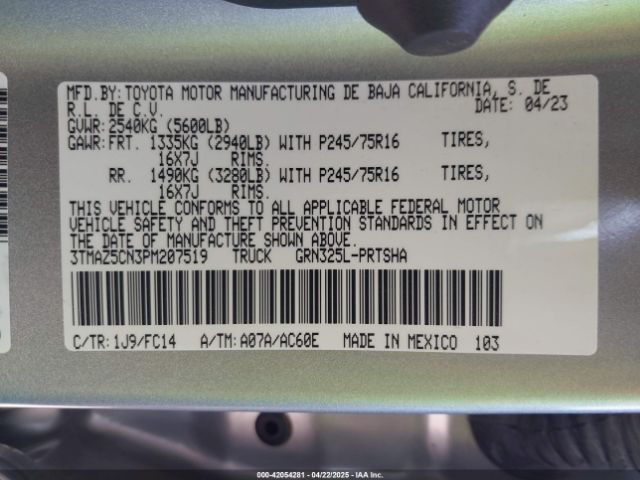 MFD.BY: TOYOTA MOTOR MANUFACTURING DE BAJA CALIFORNIA, S. DE
R.L. DE C.V. DATE: 04/23
GVWR: 2540KG (5600LB)
GAWR: FRT. 1335KG (2940LB) WITH P245/75R16 TIRES,
16X7J RIMS.
RR. 1490KG (3280LB) WITH P245/75R16 TIRES,
16X7J RIMS.
THIS VEHICLE CONFORMS TO ALL APPLICABLE FEDERAL MOTOR
VEHICLE SAFETY AND THEFT PREVENTION STANDARDS IN EFFECT ON
THE DATE OF MANUFACTURE SHOWN ABOVE.
3TMAZ5CN3PM207519 TRUCK GRN325L-PRTSHA
C/TR: 1J9/FC14 A/TM: A07A/AC60E MADE IN MEXICO 103
000-42054281 - 04/22/2025 - IAA Inc.